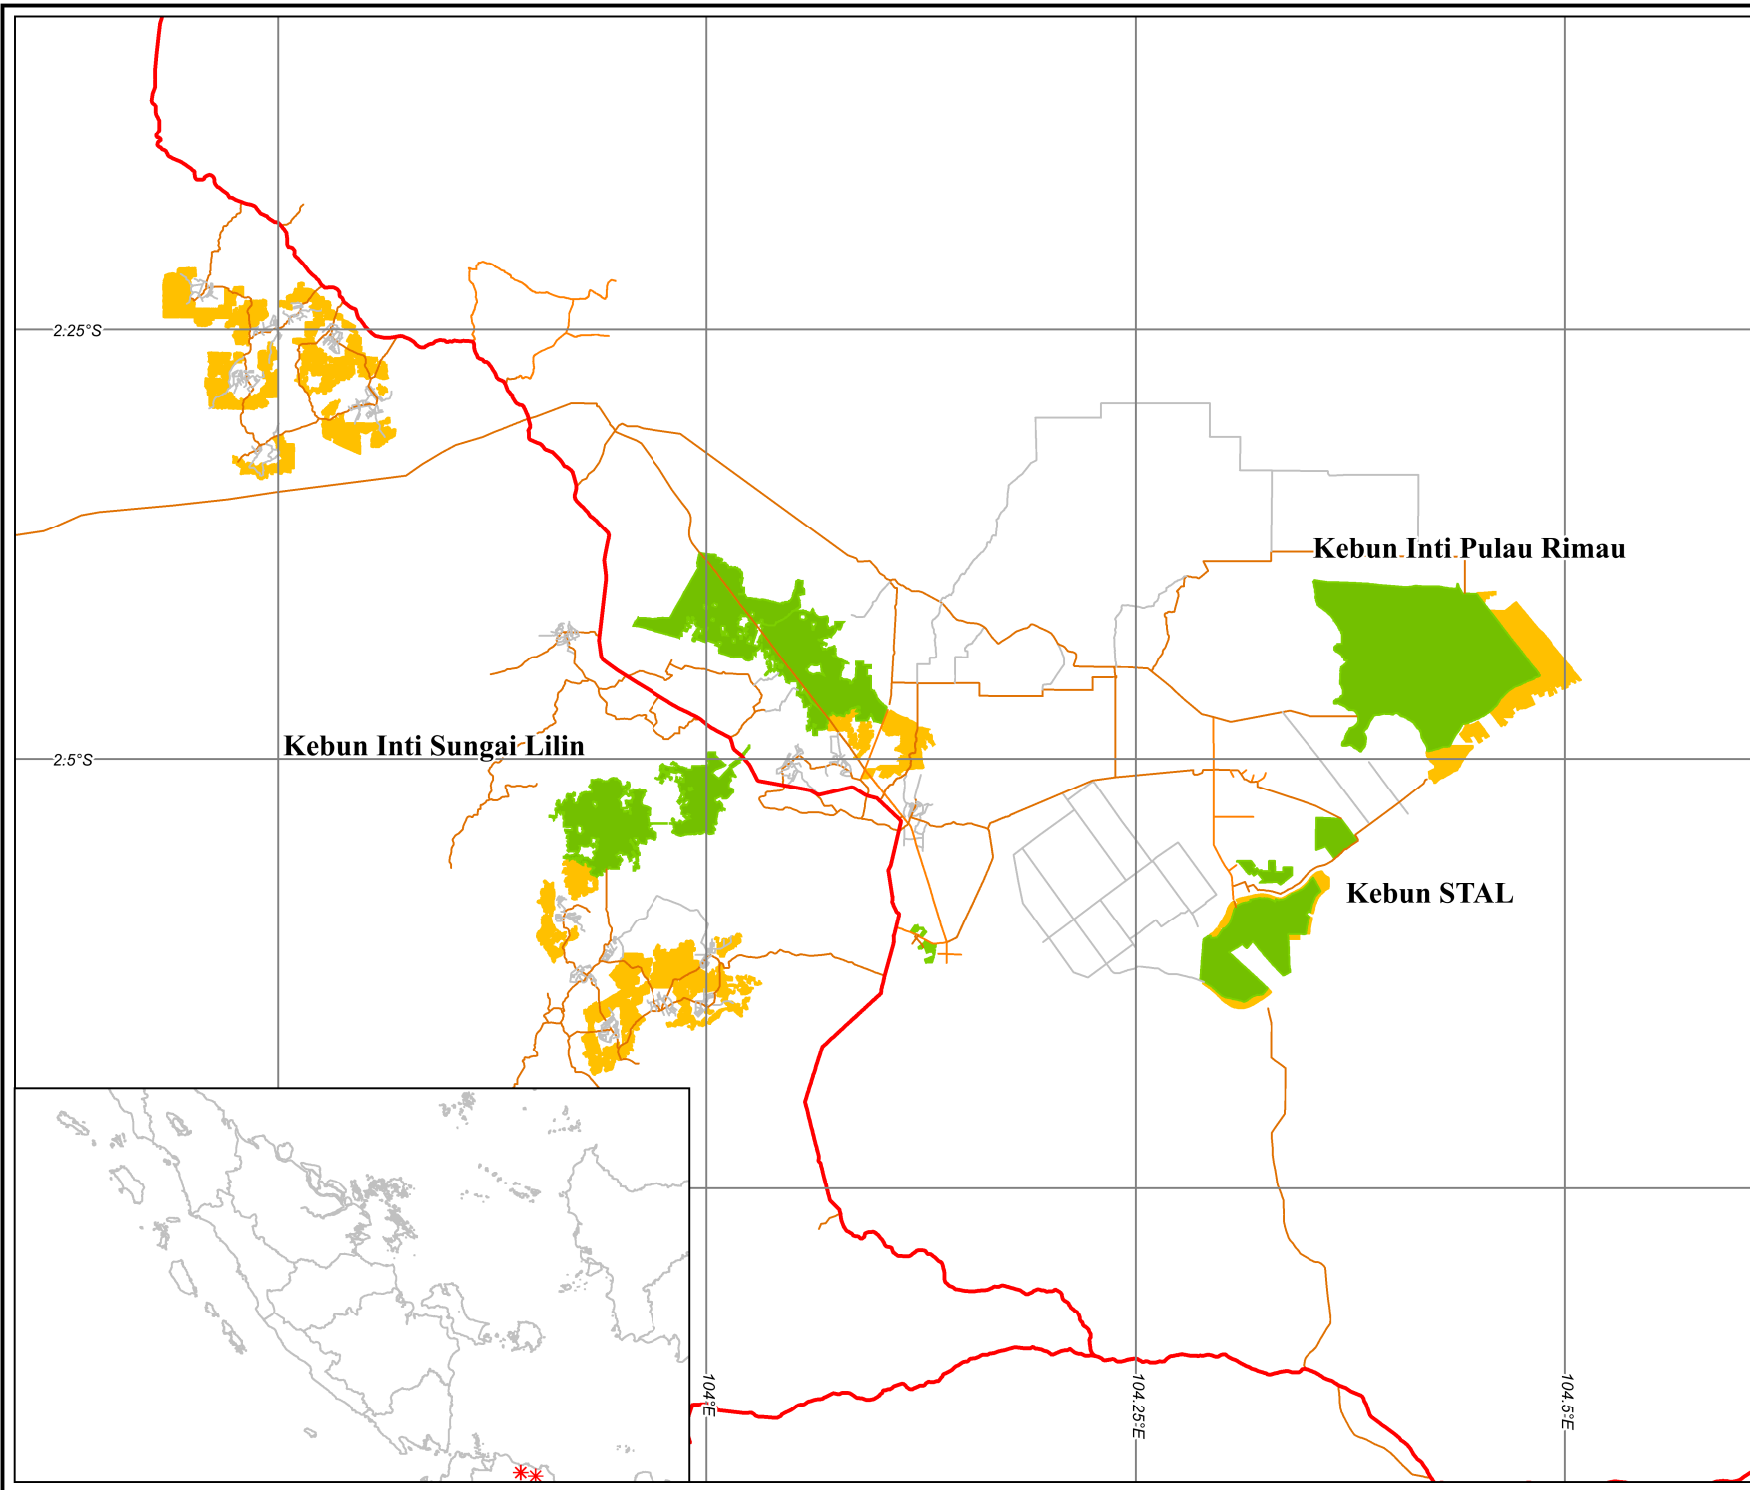 2.25°S
Kebun Inti Pulau Rimau
Kebun Inti Sungai Lilin
2.5°S
Kebun STAL
104°E
104.25°E
104.5°E